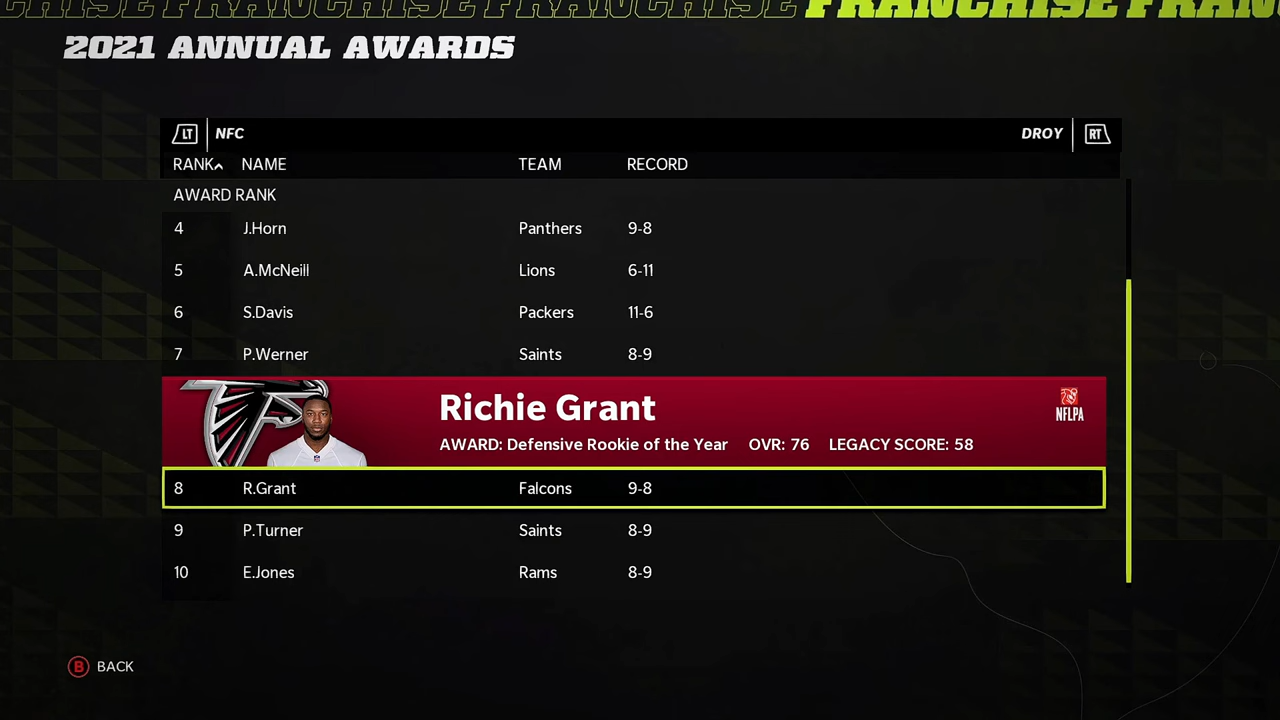 CHISE FRANCHISE FRANCHISE FRANCHISE FRAN
2021 ANNUAL AWARDS
LT NFC DROY RT
RANK NAME TEAM RECORD
AWARD RANK
4 J.Horn Panthers 9-8
5 A.McNeill Lions 6-11
6 S.Davis Packers 11-6
7 P.Werner Saints 8-9
Richie Grant
NFLPA
AWARD: Defensive Rookie of the Year OVR: 76 LEGACY SCORE: 58
8 R.Grant Falcons 9-8
9 P.Turner Saints 8-9
10 E.Jones Rams 8-9
B BACK